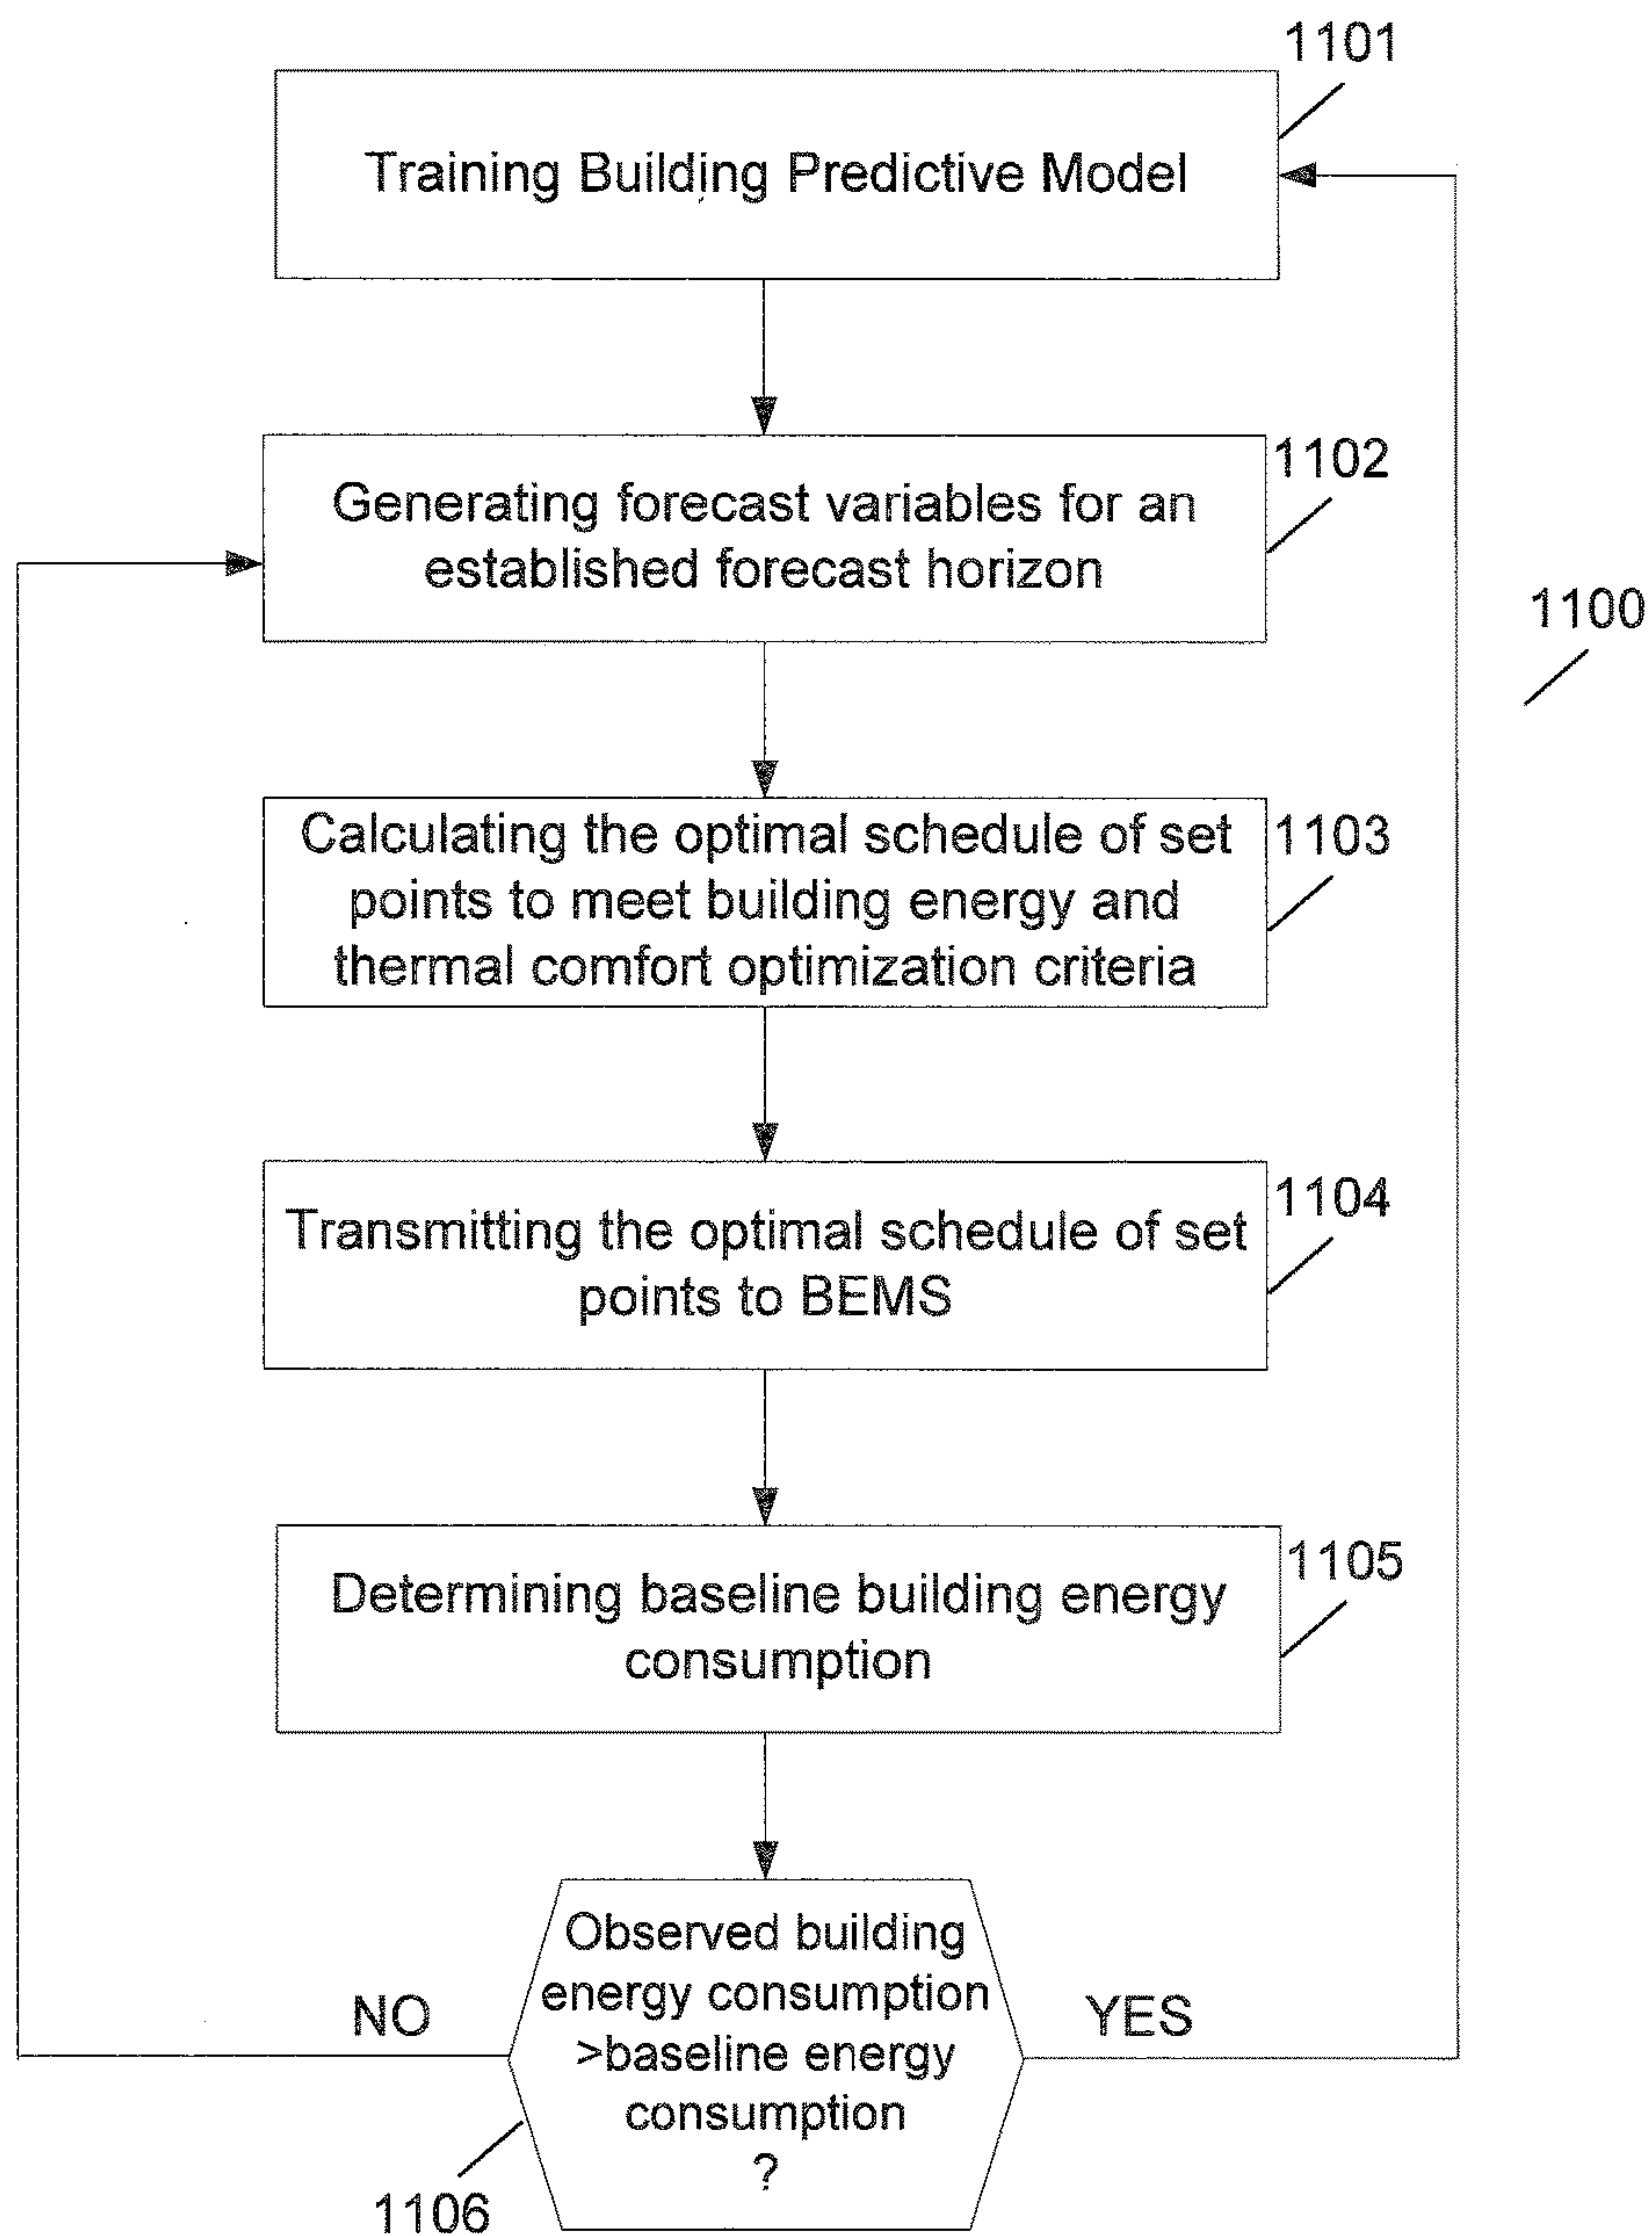 1101
Training Building Predictive Model
1102
Generating forecast variables for an
established forecast horizon
1100
Calculating the optimal schedule of set
points to meet building energy and
thermal comfort optimization criteria
1103
Transmitting the optimal schedule of set
points to BEMS
1104
Determining baseline building energy
consumption
1105
Observed building
energy consumption
>baseline energy
consumption
?
NO
YES
1106